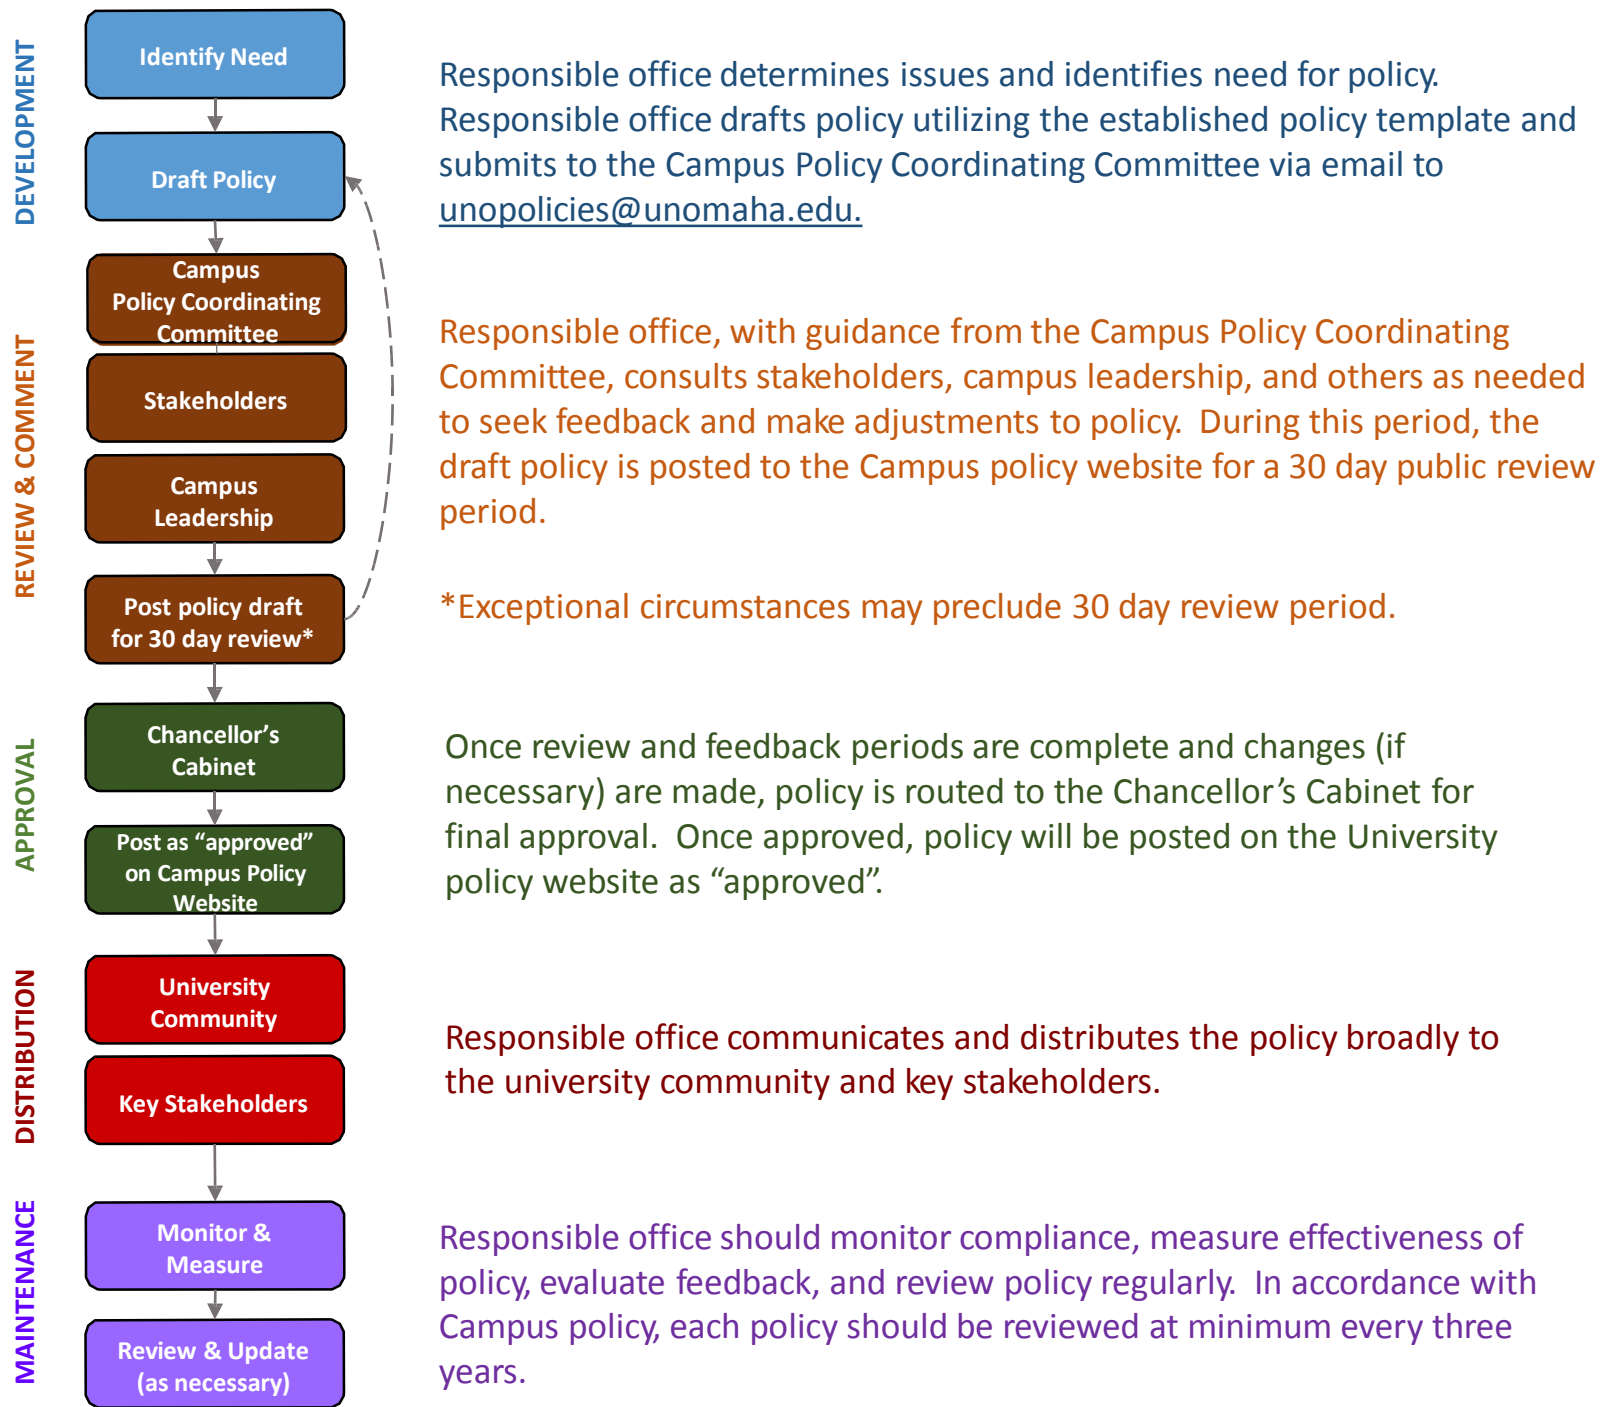 DEVELOPMENT
Identify Need
Draft Policy
Responsible office determines issues and identifies need for policy.
Responsible office drafts policy utilizing the established policy template and
submits to the Campus Policy Coordinating Committee via email to
unopolicies@unomaha.edu.
REVIEW & COMMENT
Campus
Policy Coordinating
Committee
Stakeholders
Campus
Leadership
Post policy draft
for 30 day review*
Responsible office, with guidance from the Campus Policy Coordinating
Committee, consults stakeholders, campus leadership, and others as needed
to seek feedback and make adjustments to policy.  During this period, the
draft policy is posted to the Campus policy website for a 30 day public review
period.
*Exceptional circumstances may preclude 30 day review period.
APPROVAL
Chancellor’s
Cabinet
Post as “approved”
on Campus Policy
Website
Once review and feedback periods are complete and changes (if
necessary) are made, policy is routed to the Chancellor’s Cabinet for
final approval.  Once approved, policy will be posted on the University
policy website as “approved”.
DISTRIBUTION
University
Community
Key Stakeholders
Responsible office communicates and distributes the policy broadly to
the university community and key stakeholders.
MAINTENANCE
Monitor &
Measure
Review & Update
(as necessary)
Responsible office should monitor compliance, measure effectiveness of
policy, evaluate feedback, and review policy regularly.  In accordance with
Campus policy, each policy should be reviewed at minimum every three
years.